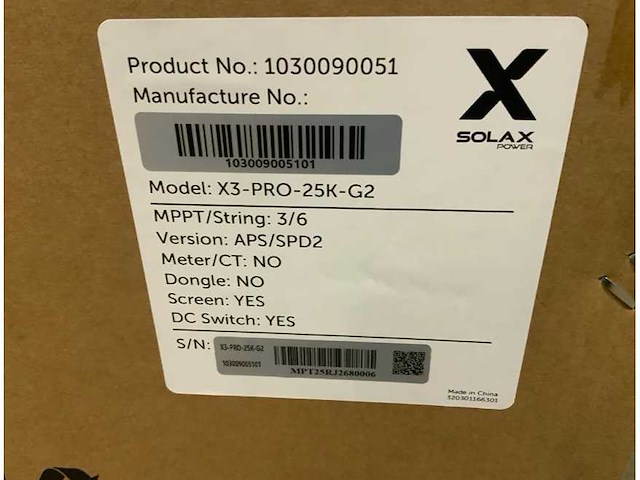 Product No.: 1030090051
Manufacture No.:
103009005101
SOLAX
POWER
Model: X3-PRO-25K-G2
MPPT/String: 3/6
Version: APS/SPD2
Meter/CT: NO
Dongle: NO
Screen: YES
DC Switch: YES
S/N:
X3-PRO-25K-G2
103009005101
MPT25RJ2680006
Made in China
320301166301